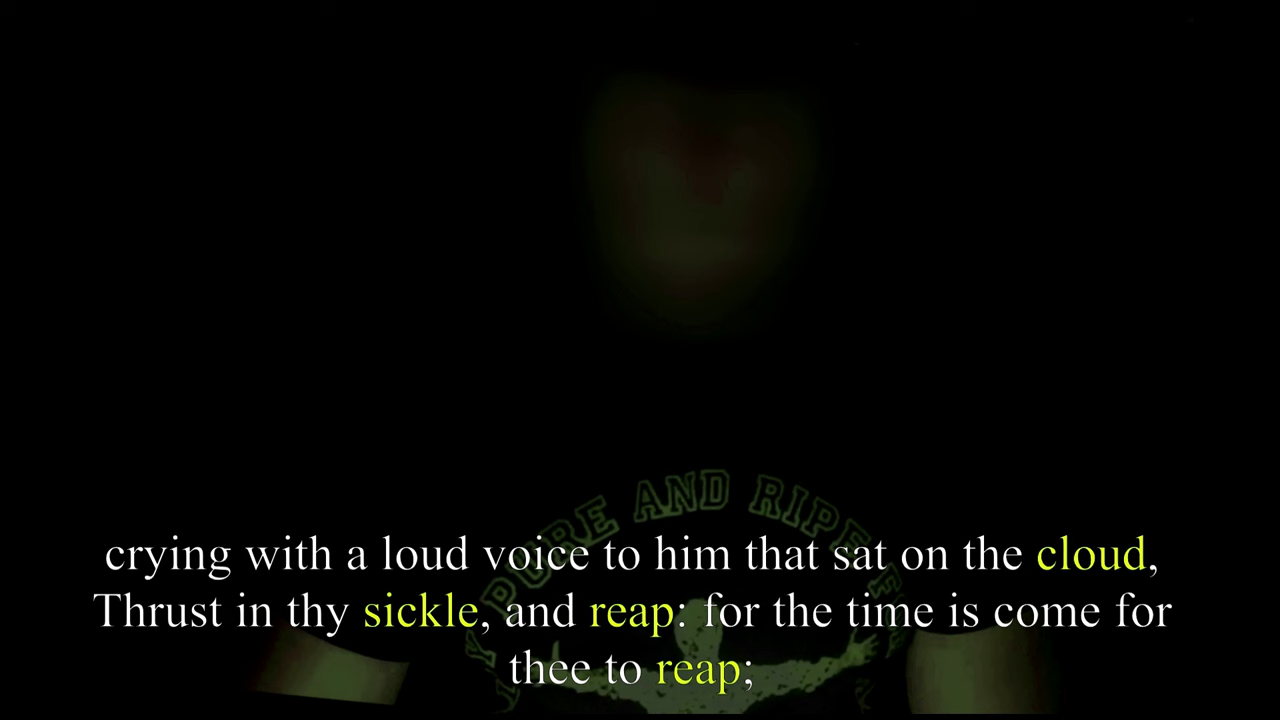 PURE AND RIPPED
crying with a loud voice to him that sat on the cloud,
Thrust in thy sickle, and reap: for the time is come for
thee to reap;